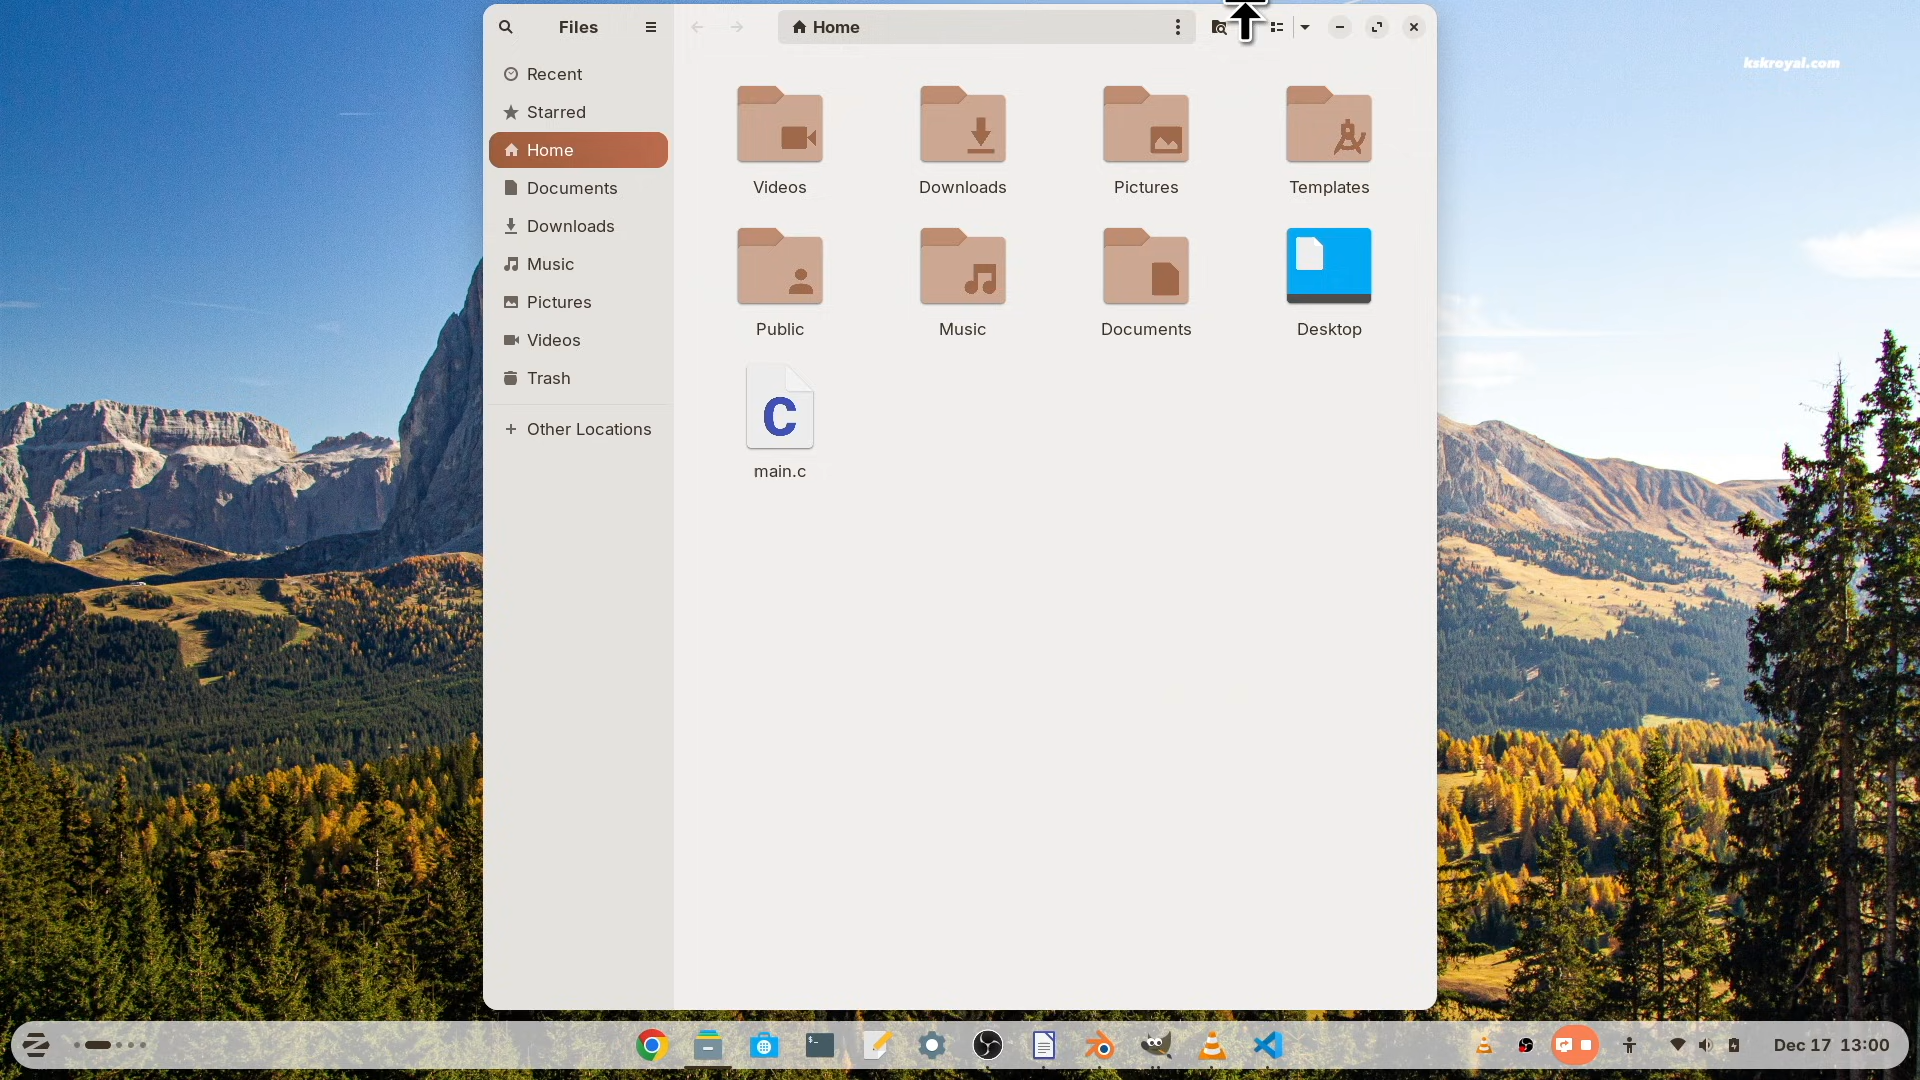 Files
Home
kskroyal.com
Recent
Starred
Home
Documents
Downloads
Music
Pictures
Videos
Trash
Other Locations
Videos
Downloads
Pictures
Templates
Public
Music
Documents
Desktop
C
main.c
Dec 17 13:00